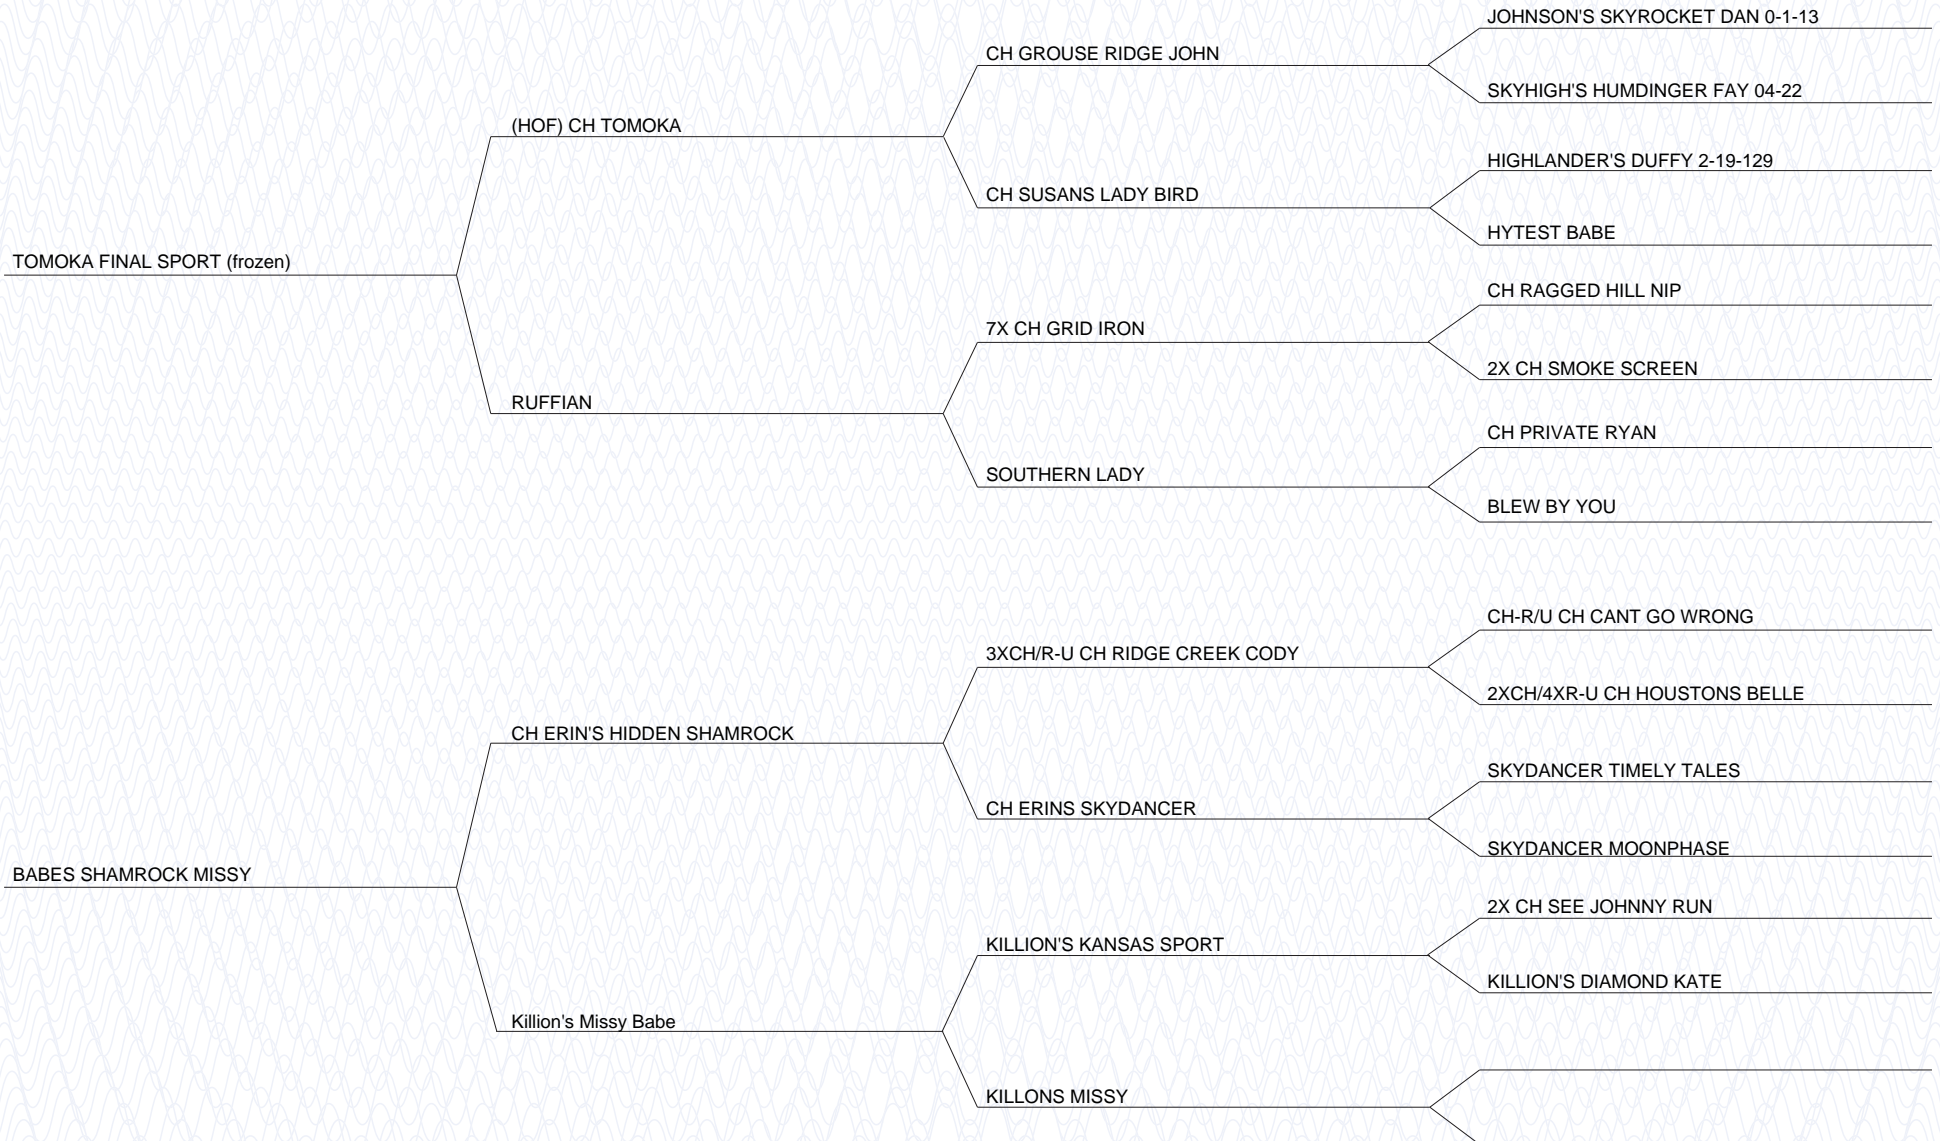 JOHNSON'S SKYROCKET DAN 0-1-13
CH GROUSE RIDGE JOHN
SKYHIGH'S HUMDINGER FAY 04-22
(HOF) CH TOMOKA
HIGHLANDER'S DUFFY 2-19-129
CH SUSANS LADY BIRD
HYTEST BABE
TOMOKA FINAL SPORT (frozen)
CH RAGGED HILL NIP
7X CH GRID IRON
2X CH SMOKE SCREEN
RUFFIAN
CH PRIVATE RYAN
SOUTHERN LADY
BLEW BY YOU
CH-R/U CH CANT GO WRONG
3XCH/R-U CH RIDGE CREEK CODY
2XCH/4XR-U CH HOUSTONS BELLE
CH ERIN'S HIDDEN SHAMROCK
SKYDANCER TIMELY TALES
CH ERINS SKYDANCER
SKYDANCER MOONPHASE
BABES SHAMROCK MISSY
2X CH SEE JOHNNY RUN
KILLION'S KANSAS SPORT
KILLION'S DIAMOND KATE
Killion's Missy Babe
KILLONS MISSY